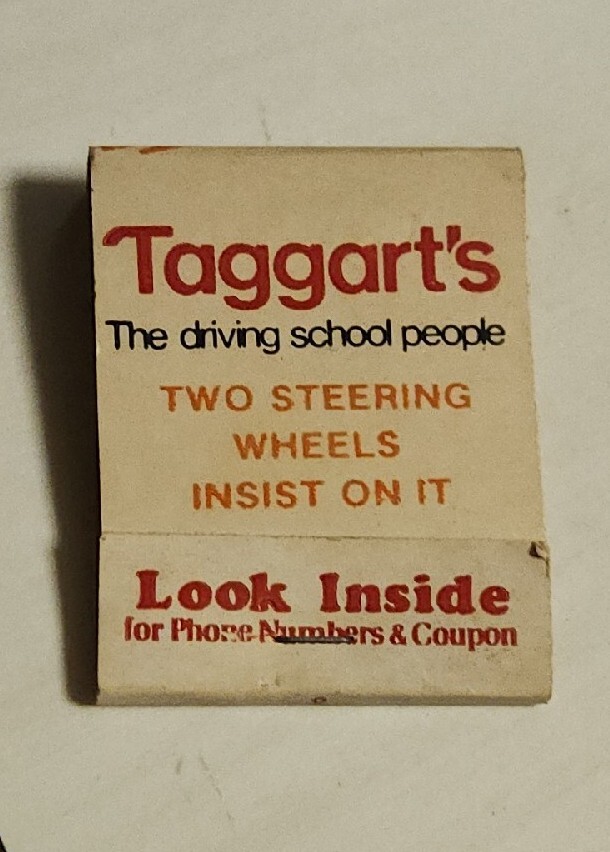 Taggart's
The driving school people
TWO STEERING
WHEELS
INSIST ON IT
Look Inside
for Phone Numbers & Coupon